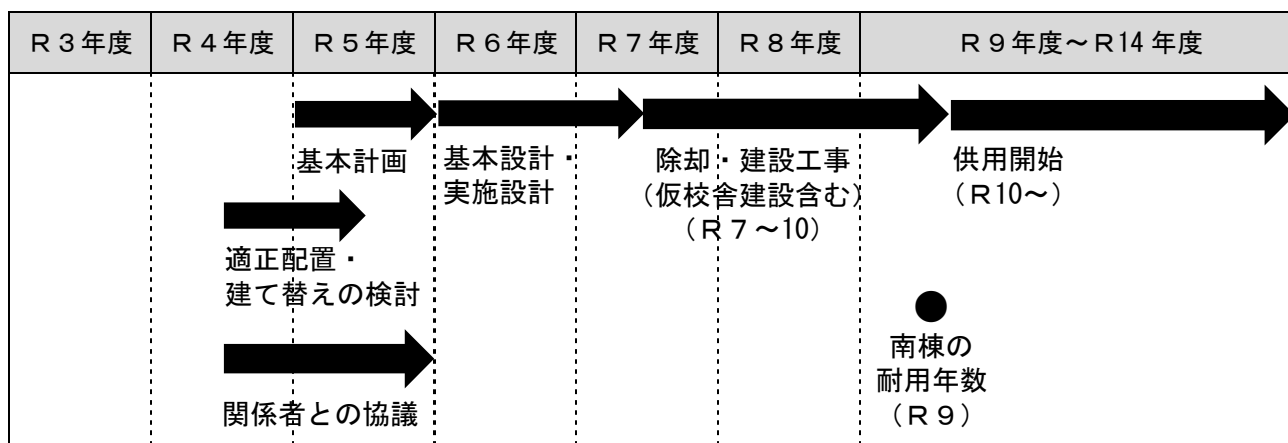 Ｒ３年度 Ｒ４年度 Ｒ５年度 Ｒ６年度 Ｒ７年度 Ｒ８年度 Ｒ９年度～R14 年度
基本計画
基本設計・
実施設計
除却・建設工事
（仮校舎建設含む）
（Ｒ７～10）
供用開始
（R10～）
適正配置・
建て替えの検討
南棟の
耐用年数
（Ｒ９）
関係者との協議